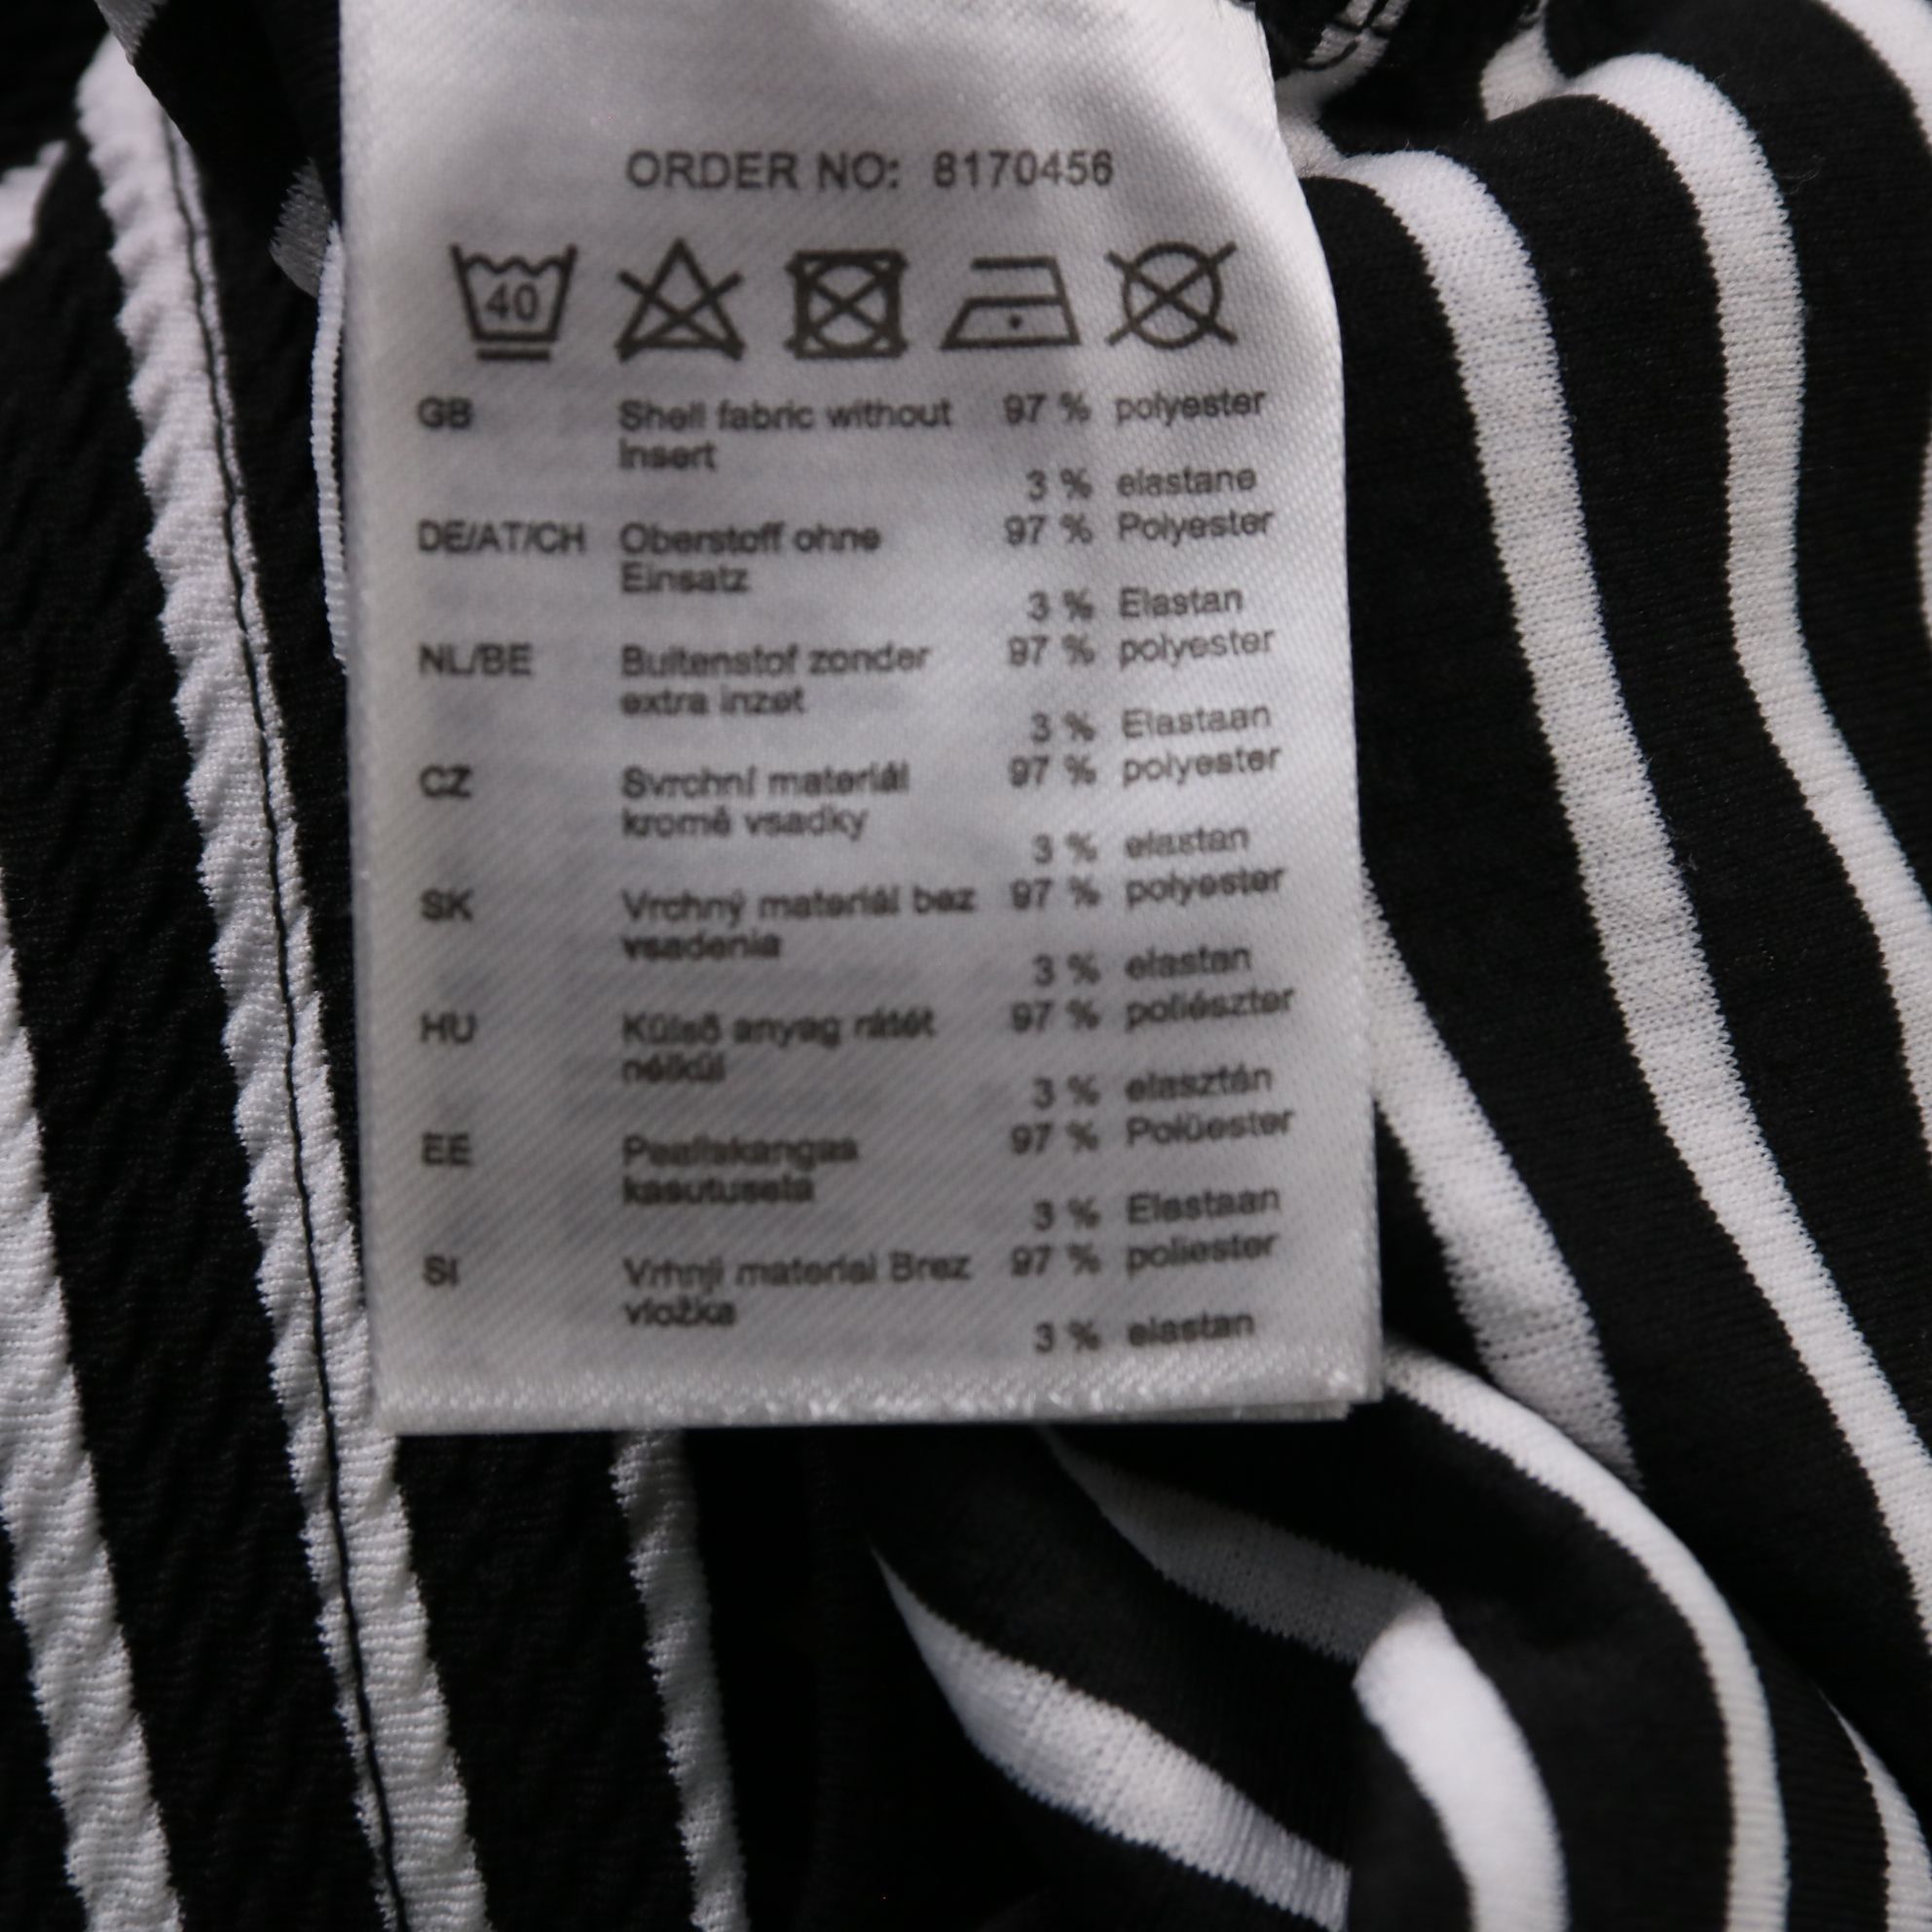 ORDER NO: 8170456
40
GB Shell fabric without 97 % polyester
Insert
3 % elastane
DE/AT/CH Oberstoff ohne 97 % Polyester
Einsatz
3 % Elastan
NL/BE Buitenstof zonder 97 % polyester
extra inzet
3 % Elastaan
CZ Svrchní materiál 97 % polyester
kromě vsadky
3 % elastan
SK Vrchný materiál bez 97 % polyester
vsadenia
3 % elastan
HU Külső anyag rátét 97 % poliészter
nélkül
3 % elasztán
EE Pealiskangas 97 % Polüester
kasutusela
3 % Elastaan
SI Vrhnji material Brez 97 % poliester
vložka
3 % elastan